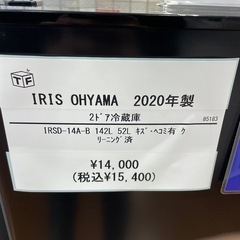 TF
IRIS OHYAMA 2020年製
2ドア冷蔵庫
B5183
IRSD-14A-B 142L 52L キズ・ヘコミ有 ク
リーニング済
¥14,000
(税込¥15,400)